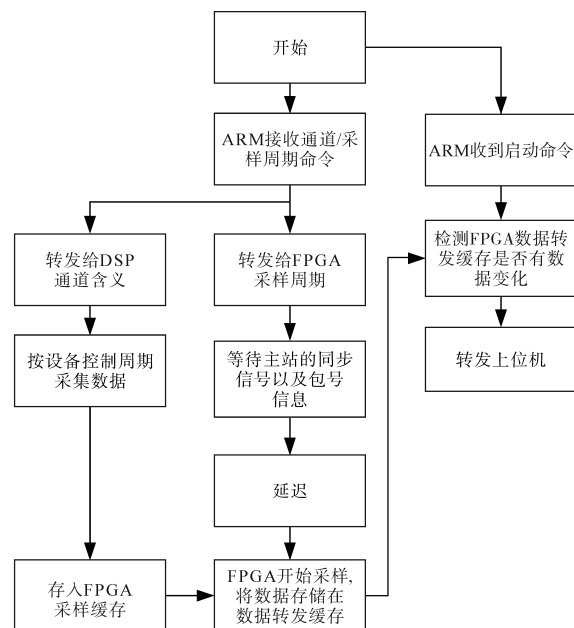 开始
ARM接收通道/采
样周期命令
ARM收到启动命令
转发给DSP
通道含义
转发给FPGA
采样周期
检测FPGA数据转
发缓存是否有数
据变化
按设备控制周期
采集数据
等待主站的同步
信号以及包号
信息
转发上位机
延迟
存入FPGA
采样缓存
FPGA开始采样,
将数据存储在
数据转发缓存